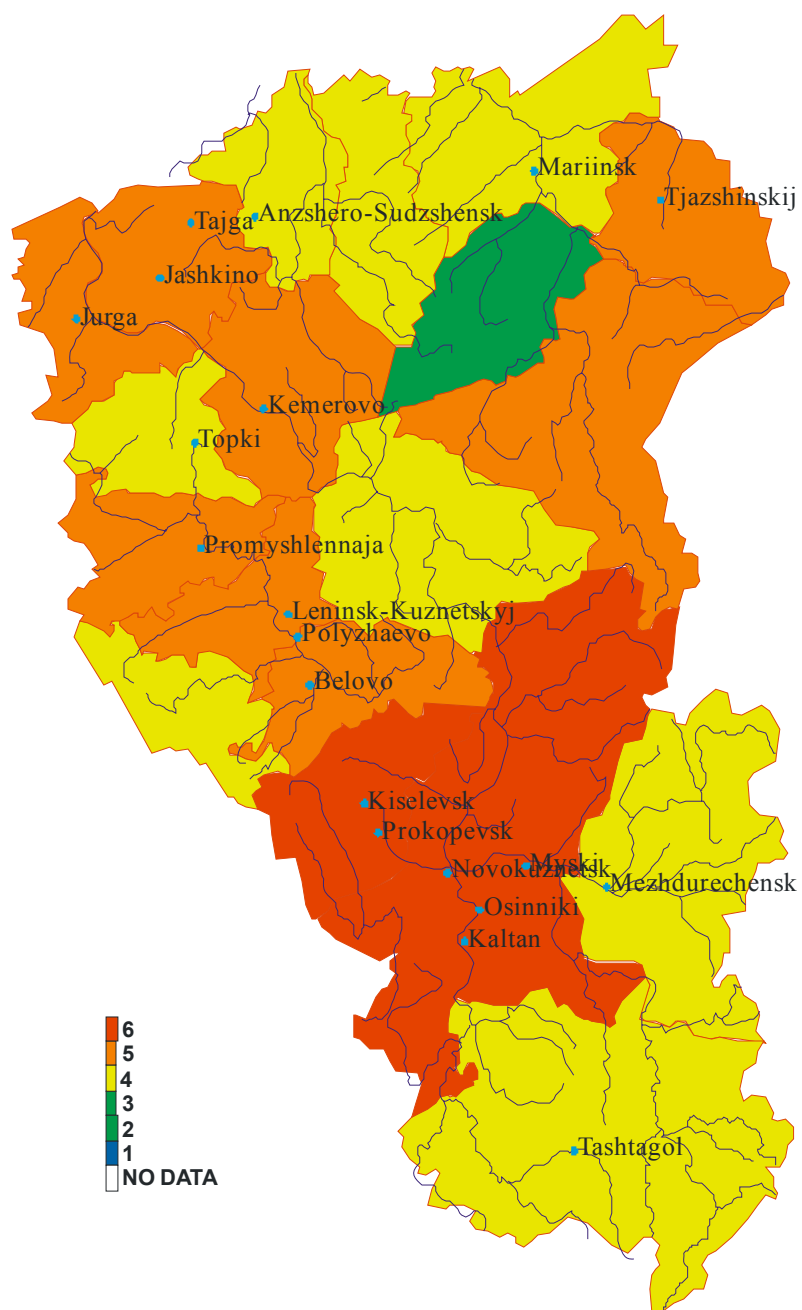 Mariinsk
Tjazshinskij
Anzshero-Sudzshensk
Tajga
Jashkino
Jurga
Kemerovo
Topki
Promyshlennaja
Leninsk-Kuznetskyj
Polyzhaevo
Belovo
Kiselevsk
Prokopevsk
Myski
Novokuznetsk
Mezhdurechensk
Osinniki
Kaltan
6
5
4
3
2
1
NO DATA
Tashtagol